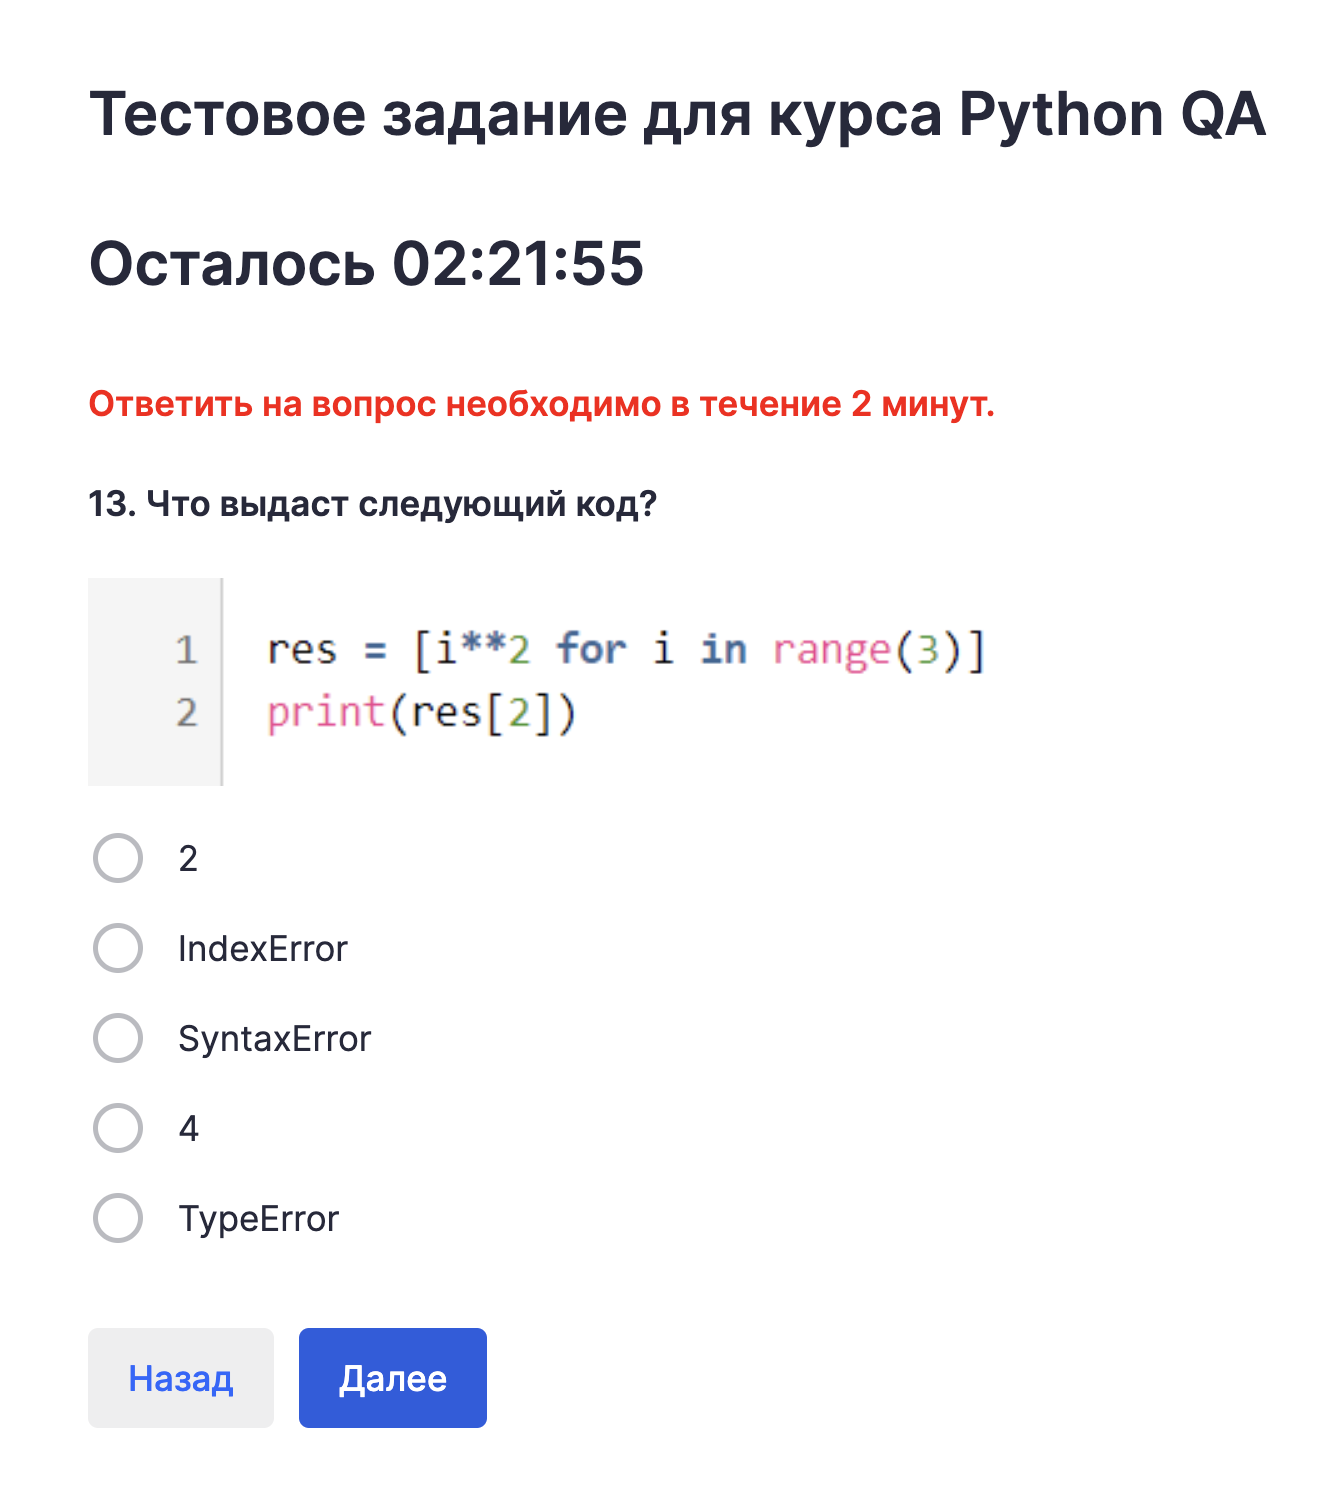 Тестовое задание для курса Python QA
Осталось 02:21:55
Ответить на вопрос необходимо в течение 2 минут.
13. Что выдаст следующий код?
1 res = [i**2 for i in range(3)]
2 print(res[2])
2
IndexError
SyntaxError
4
TypeError
Назад Далее